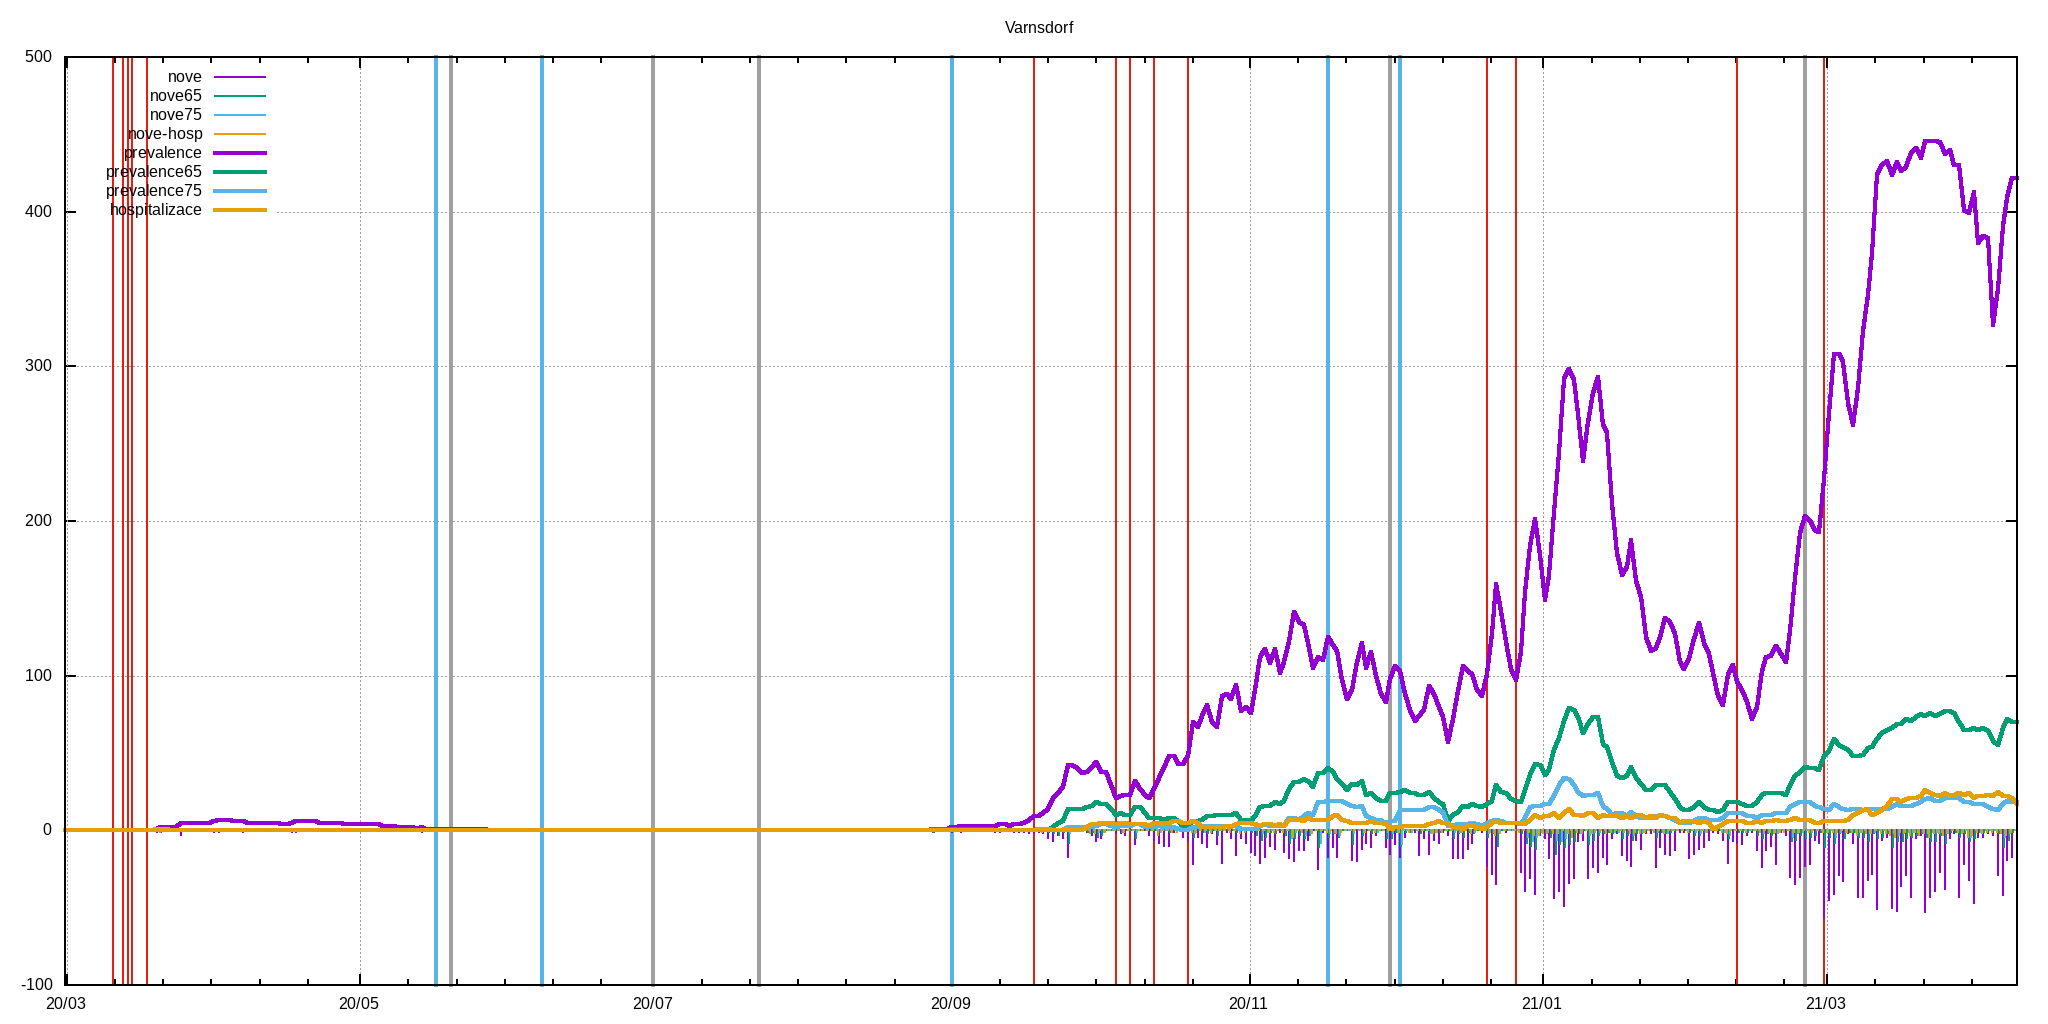 Varnsdorf
500
nove
nove65
nove75
nove-hosp
prevalence
prevalence65
prevalence75
hospitalizace
400
300
200
100
0
-100
20/03 20/05 20/07 20/09 20/11 21/01 21/03